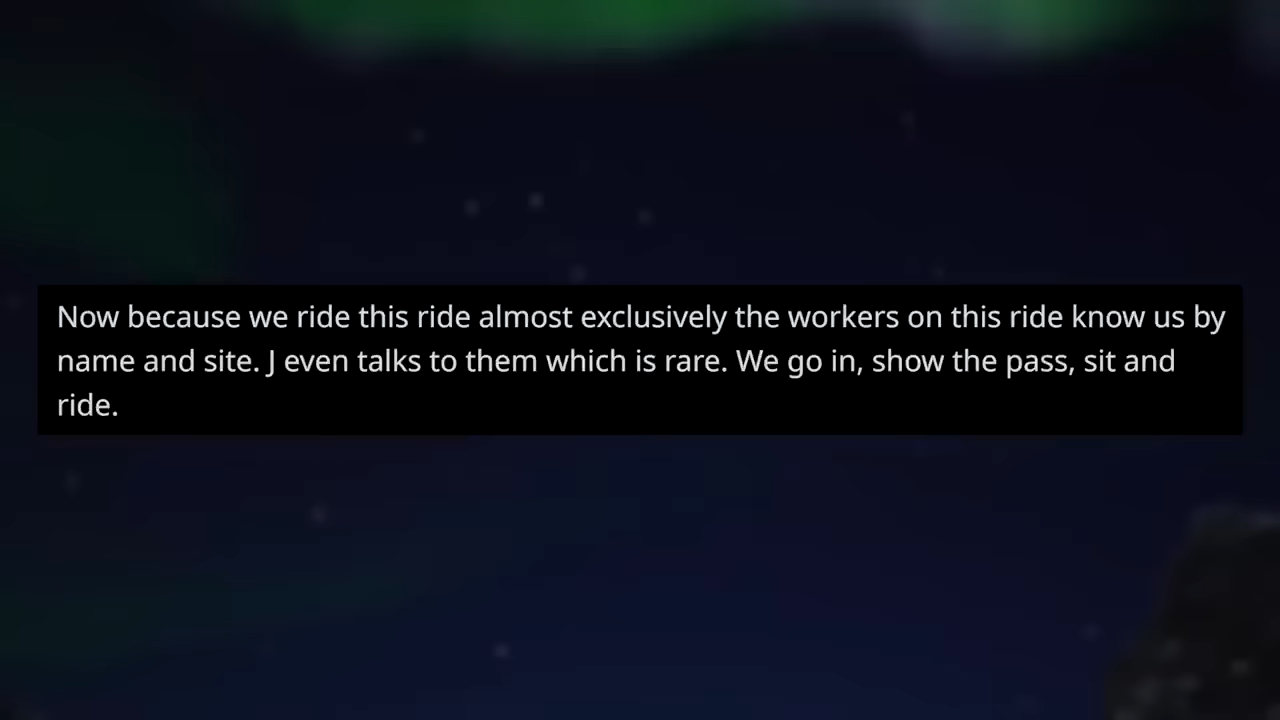 Now because we ride this ride almost exclusively the workers on this ride know us by
name and site. J even talks to them which is rare. We go in, show the pass, sit and
ride.